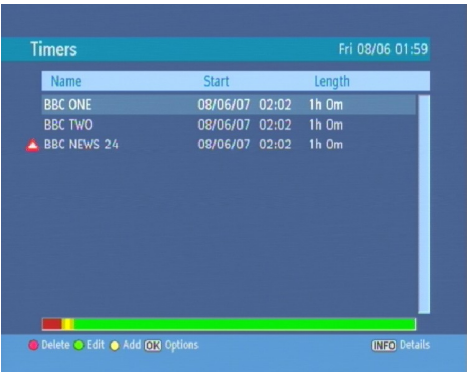 Timers Fri 08/06 01:59
Name Start Length
BBC ONE 08/06/07 02:02 1h 0m
BBC TWO 08/06/07 02:02 1h 0m
BBC NEWS 24 08/06/07 02:02 1h 0m
Delete Edit Add OK Options INFO Details